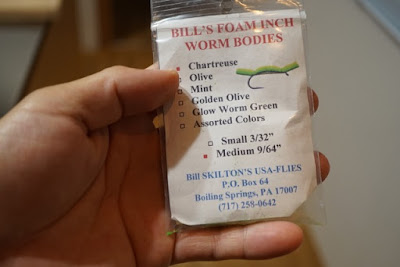 BILL'S FOAM INCH
WORM BODIES
Chartreuse
Olive
Mint
Golden Olive
Glow Worm Green
Assorted Colors
Small 3/32"
Medium 9/64"
Bill SKILTON'S USA-FLIES
P.O. Box 64
Boiling Springs, PA 17007
(717) 258-0642